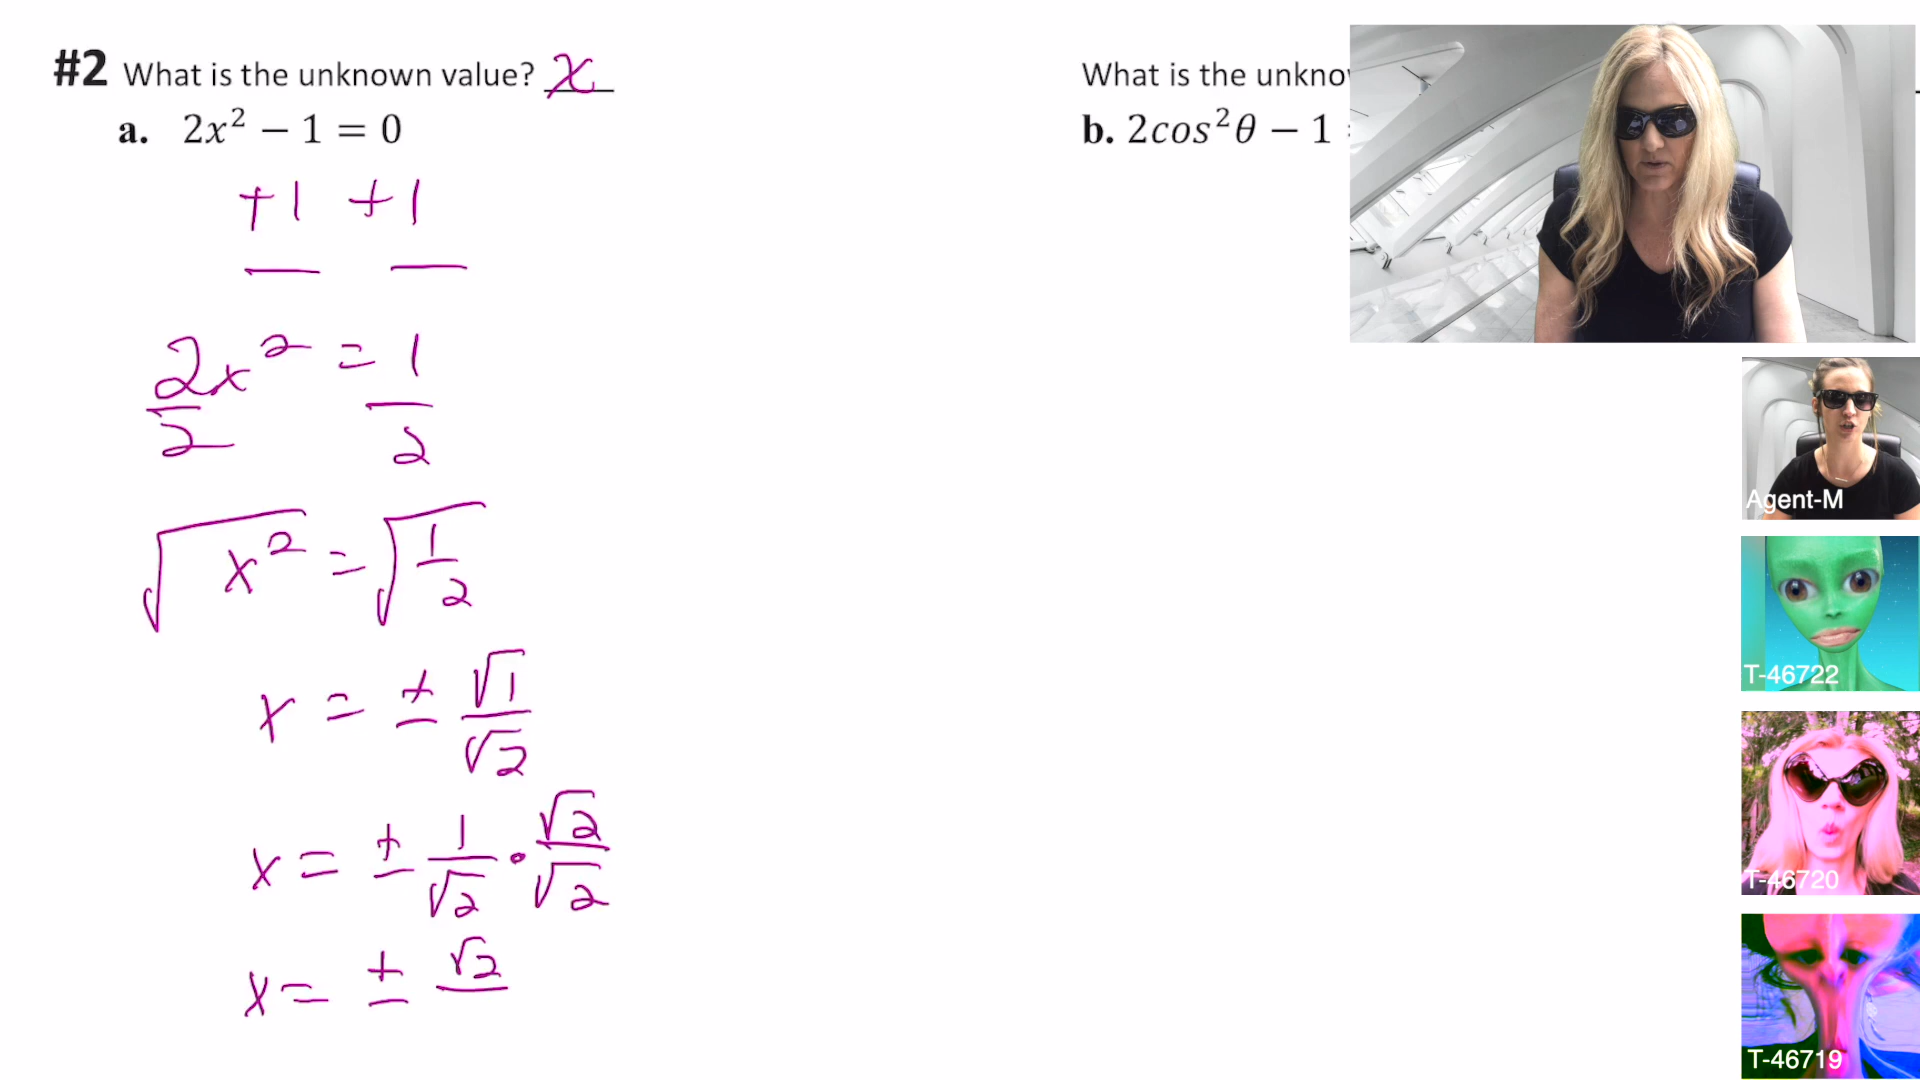 #2 What is the unknown value? x
a. 2x² − 1 = 0
+1 +1
2x² = 1
2 2
√x² = √1/2
x = ± √1/√2
x = ± 1/√2 • √2/√2
x = ± √2
What is the unkno
b. 2cos²θ − 1
Agent-M
T-46722
T-46720
T-46719